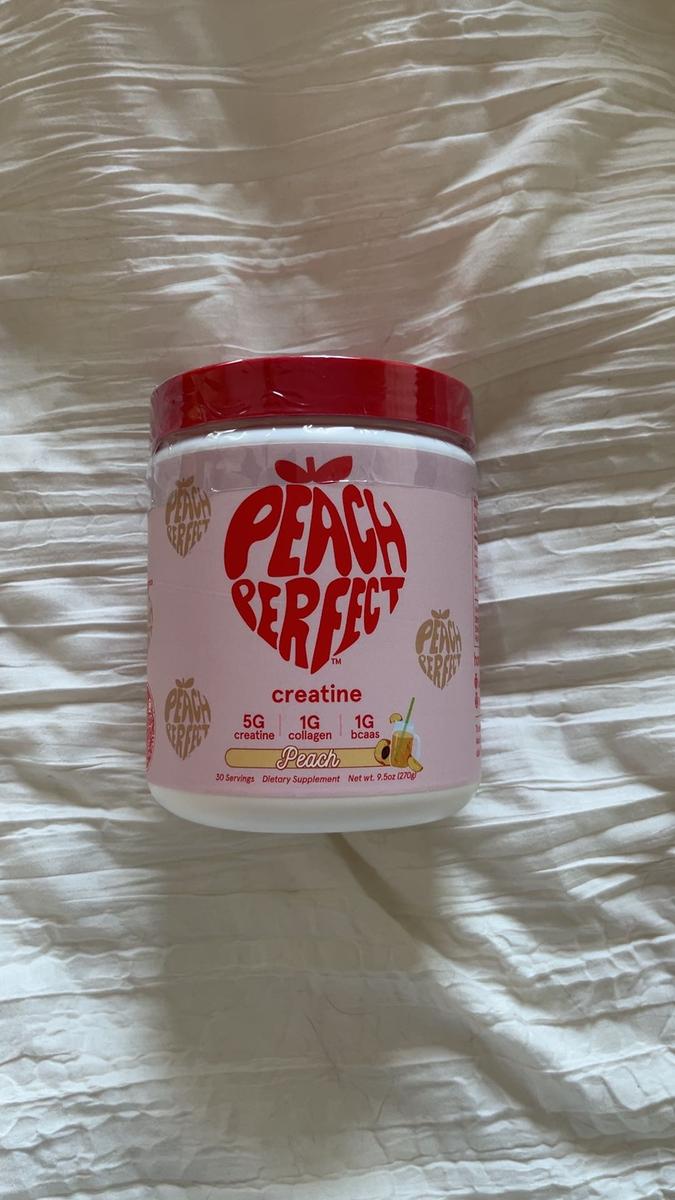 PEACH
PERFECT
TM
PEACH
PERFECT
PEACH
PERFECT
PEACH
PERFECT
creatine
5G 1G 1G
creatine collagen bcaas
Peach
30 Servings Dietary Supplement Net wt. 9.5oz (270g)